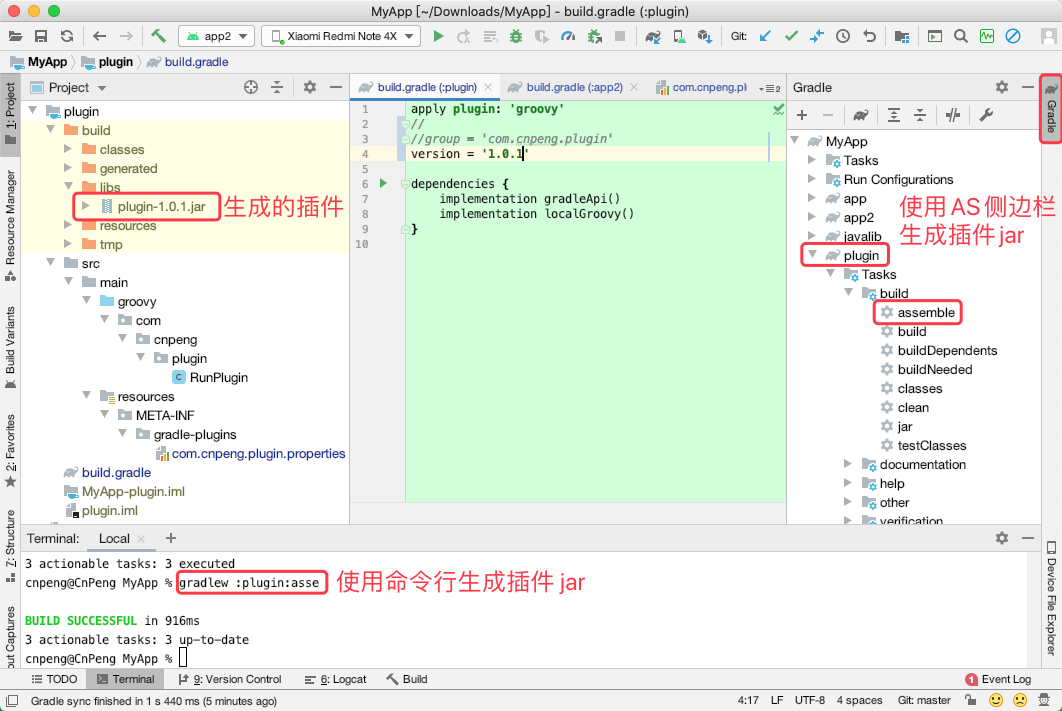 MyApp [~/Downloads/MyApp] - build.gradle (:plugin)
app2
Xiaomi Redmi Note 4X
Git:
MyApp
plugin
build.gradle
1: Project
Resource Manager
Build Variants
2: Favorites
Z: Structure
out Captures
Project
plugin
build
classes
generated
libs
plugin-1.0.1.jar
生成的插件
resources
tmp
src
main
groovy
com
cnpeng
plugin
RunPlugin
resources
META-INF
gradle-plugins
com.cnpeng.plugin.properties
build.gradle
MyApp-plugin.iml
plugin.iml
build.gradle (:plugin)
build.gradle (:app2)
com.cnpeng.pl
2
1 apply plugin: 'groovy'
2 //
3 //group = 'com.cnpeng.plugin'
4 version = '1.0.1'
5
6 dependencies {
7 implementation gradleApi()
8 implementation localGroovy()
9 }
10
Gradle
MyApp
Tasks
Run Configurations
app
app2
javalib
plugin
使用AS侧边栏
生成插件jar
Tasks
build
assemble
build
buildDependents
buildNeeded
classes
clean
jar
testClasses
documentation
help
other
verification
Gradle
Device File Explorer
Terminal:
Local
3 actionable tasks: 3 executed
cnpeng@CnPeng MyApp % gradlew :plugin:asse
使用命令行生成插件 jar
BUILD SUCCESSFUL in 916ms
3 actionable tasks: 3 up-to-date
cnpeng@CnPeng MyApp %
TODO
Terminal
9: Version Control
6: Logcat
Build
1 Event Log
Gradle sync finished in 1 s 440 ms (5 minutes ago)
4:17
LF
UTF-8
4 spaces
Git: master